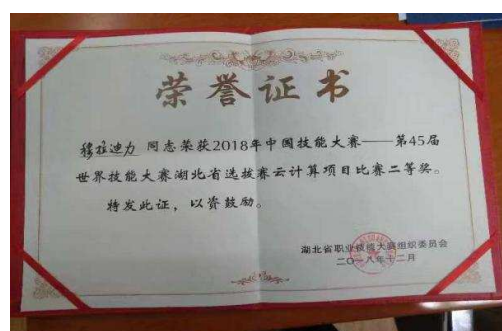 荣誉证书
穆拉迪力 同志荣获2018年中国技能大赛——第45届
世界技能大赛湖北省选拔赛云计算项目比赛二等奖。
特发此证，以资鼓励。
湖北省职业技能大赛组织委员会
二〇一八年十二月